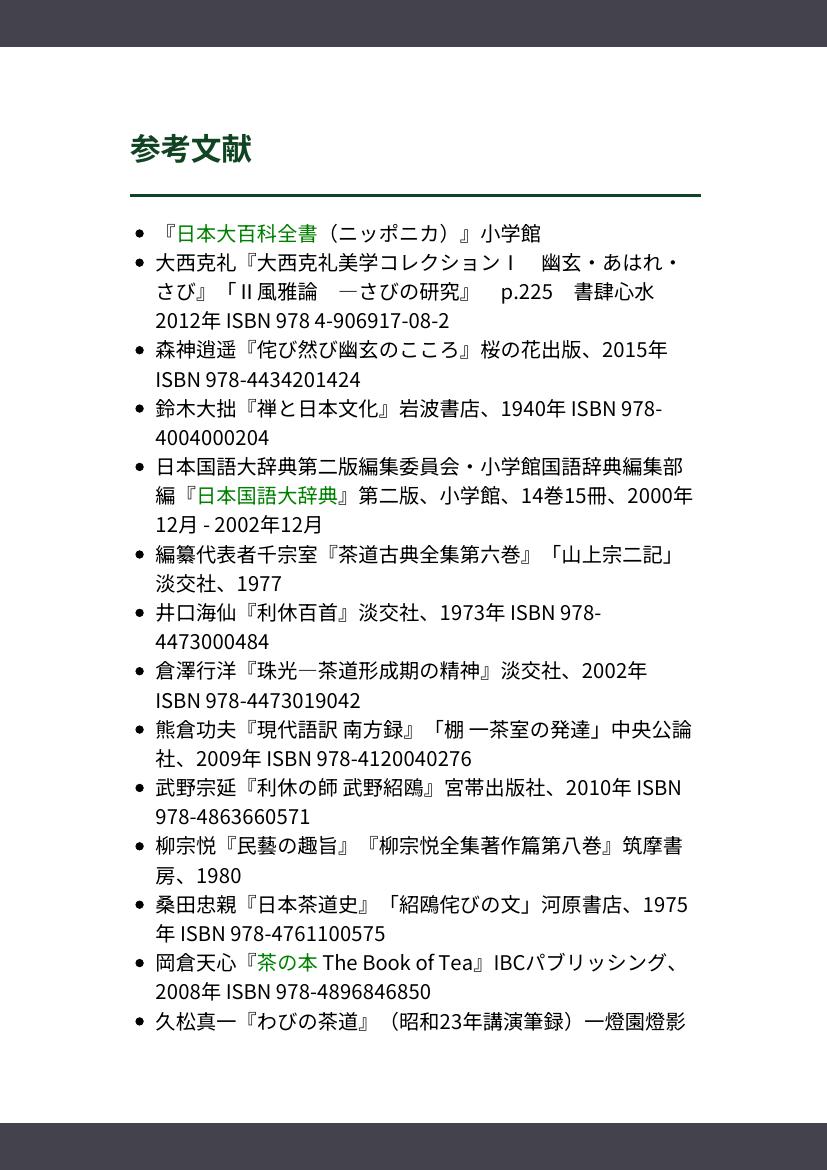 参考文献
『日本大百科全書（ニッポニカ）』小学館
大西克礼『大西克礼美学コレクションⅠ　幽玄・あはれ・
さび』「Ⅱ風雅論　―さびの研究』　p.225　書肆心水
2012年 ISBN 978 4-906917-08-2
森神逍遥『侘び然び幽玄のこころ』桜の花出版、2015年
ISBN 978-4434201424
鈴木大拙『禅と日本文化』岩波書店、1940年 ISBN 978-
4004000204
日本国語大辞典第二版編集委員会・小学館国語辞典編集部
編『日本国語大辞典』第二版、小学館、14巻15冊、2000年
12月 - 2002年12月
編纂代表者千宗室『茶道古典全集第六巻』「山上宗二記」
淡交社、1977
井口海仙『利休百首』淡交社、1973年 ISBN 978-
4473000484
倉澤行洋『珠光―茶道形成期の精神』淡交社、2002年
ISBN 978-4473019042
熊倉功夫『現代語訳 南方録』「棚 一茶室の発達」中央公論
社、2009年 ISBN 978-4120040276
武野宗延『利休の師 武野紹鴎』宮帯出版社、2010年 ISBN
978-4863660571
柳宗悦『民藝の趣旨』『柳宗悦全集著作篇第八巻』筑摩書
房、1980
桑田忠親『日本茶道史』「紹鴎侘びの文」河原書店、1975
年 ISBN 978-4761100575
岡倉天心『茶の本 The Book of Tea』IBCパブリッシング、
2008年 ISBN 978-4896846850
久松真一『わびの茶道』（昭和23年講演筆録）一燈園燈影